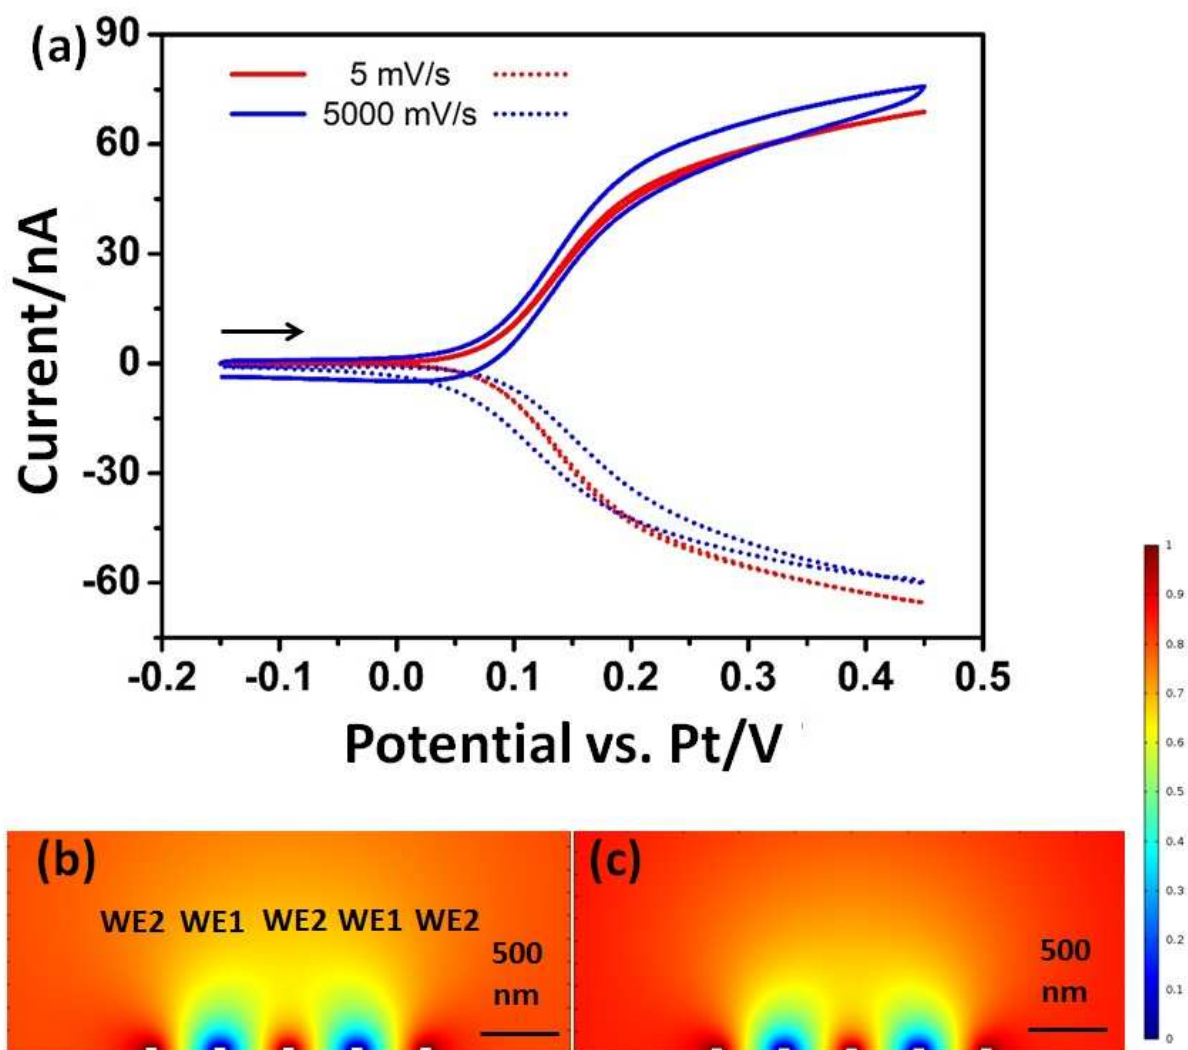 (a)
90
60
30
0
-30
-60
Current/nA
5 mV/s
5000 mV/s
-0.2 -0.1 0.0 0.1 0.2 0.3 0.4 0.5
Potential vs. Pt/V
1
0.9
0.8
0.7
0.6
0.5
0.4
0.3
0.2
0.1
0
(b)
WE2 WE1 WE2 WE1 WE2
500
nm
(c)
500
nm